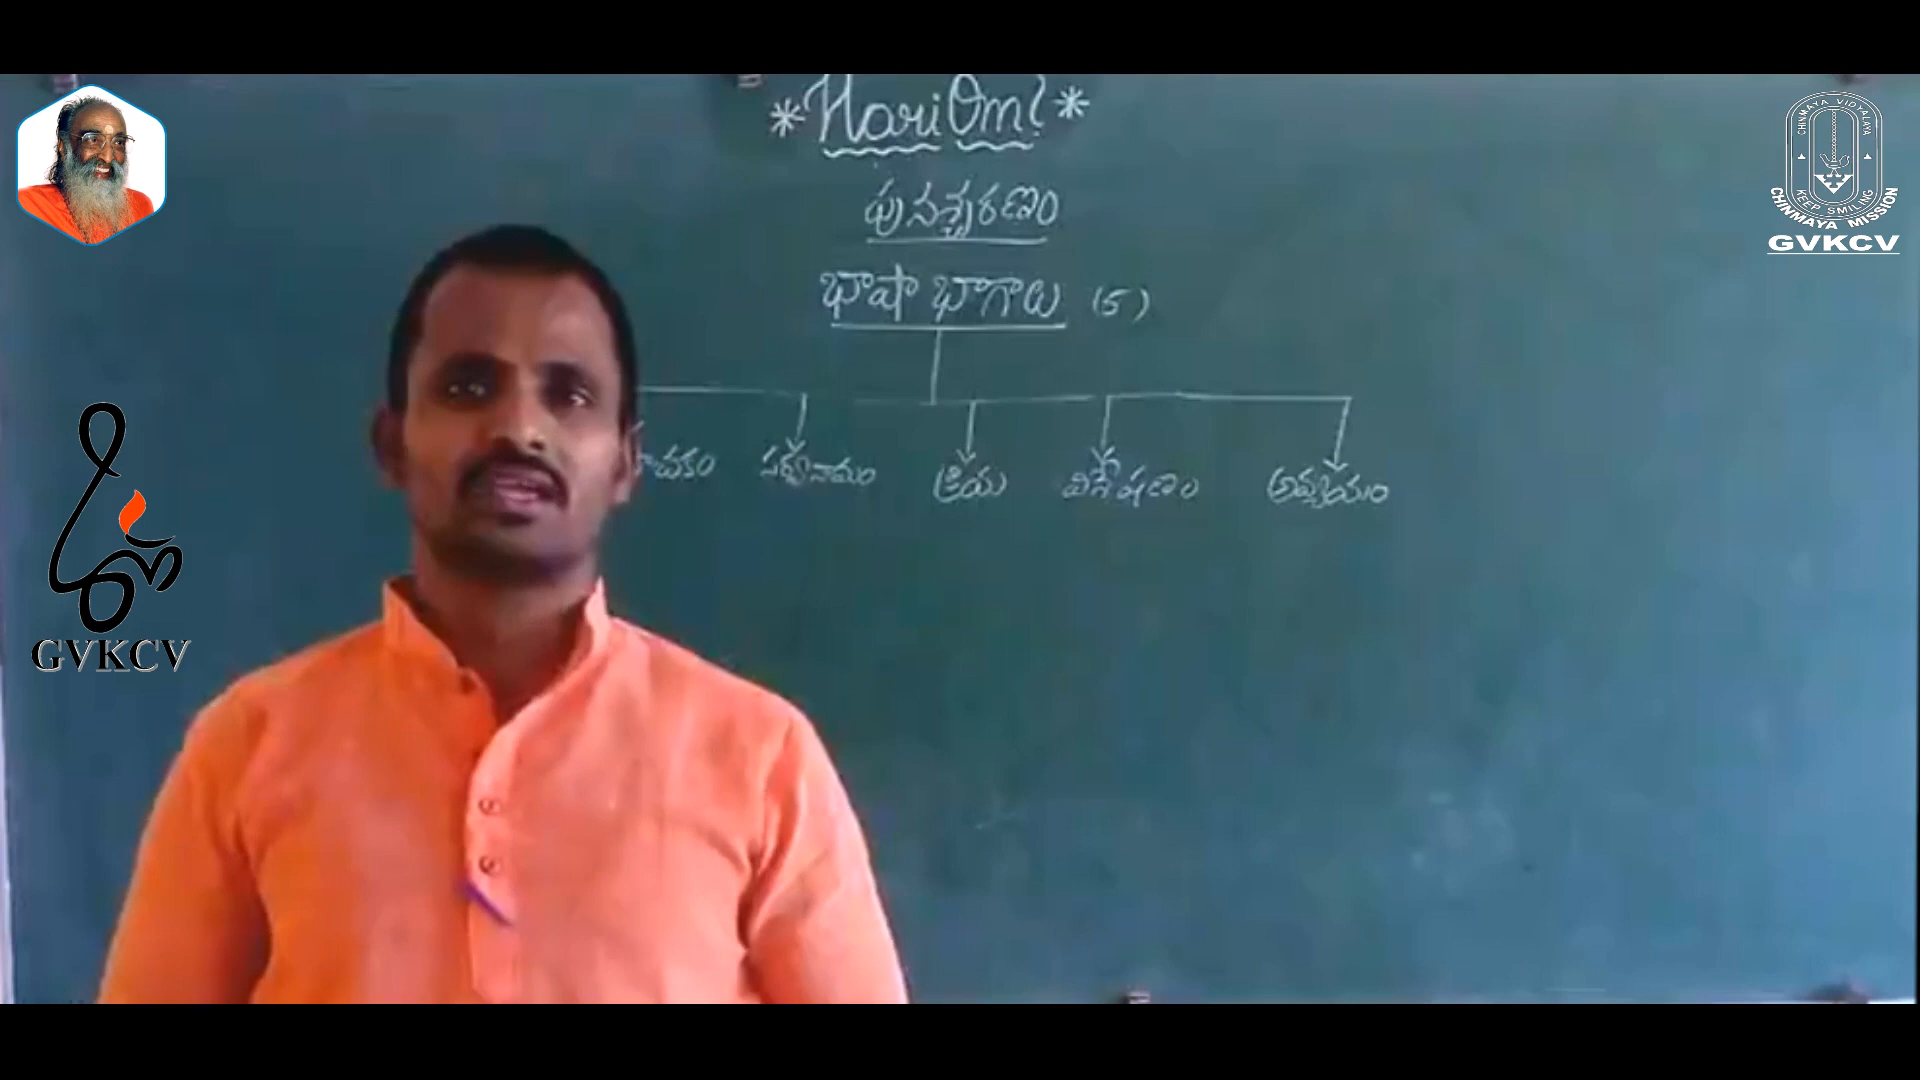 *Hari Om!*
పునశ్చరణం
భాషా భాగాలు (5)
సర్వనామం క్రియ విశేషణం అవ్యయం
CHINMAYA VIDYALAYA
KEEP SMILING
CHINMAYA MISSION
GVKCV
GVKCV